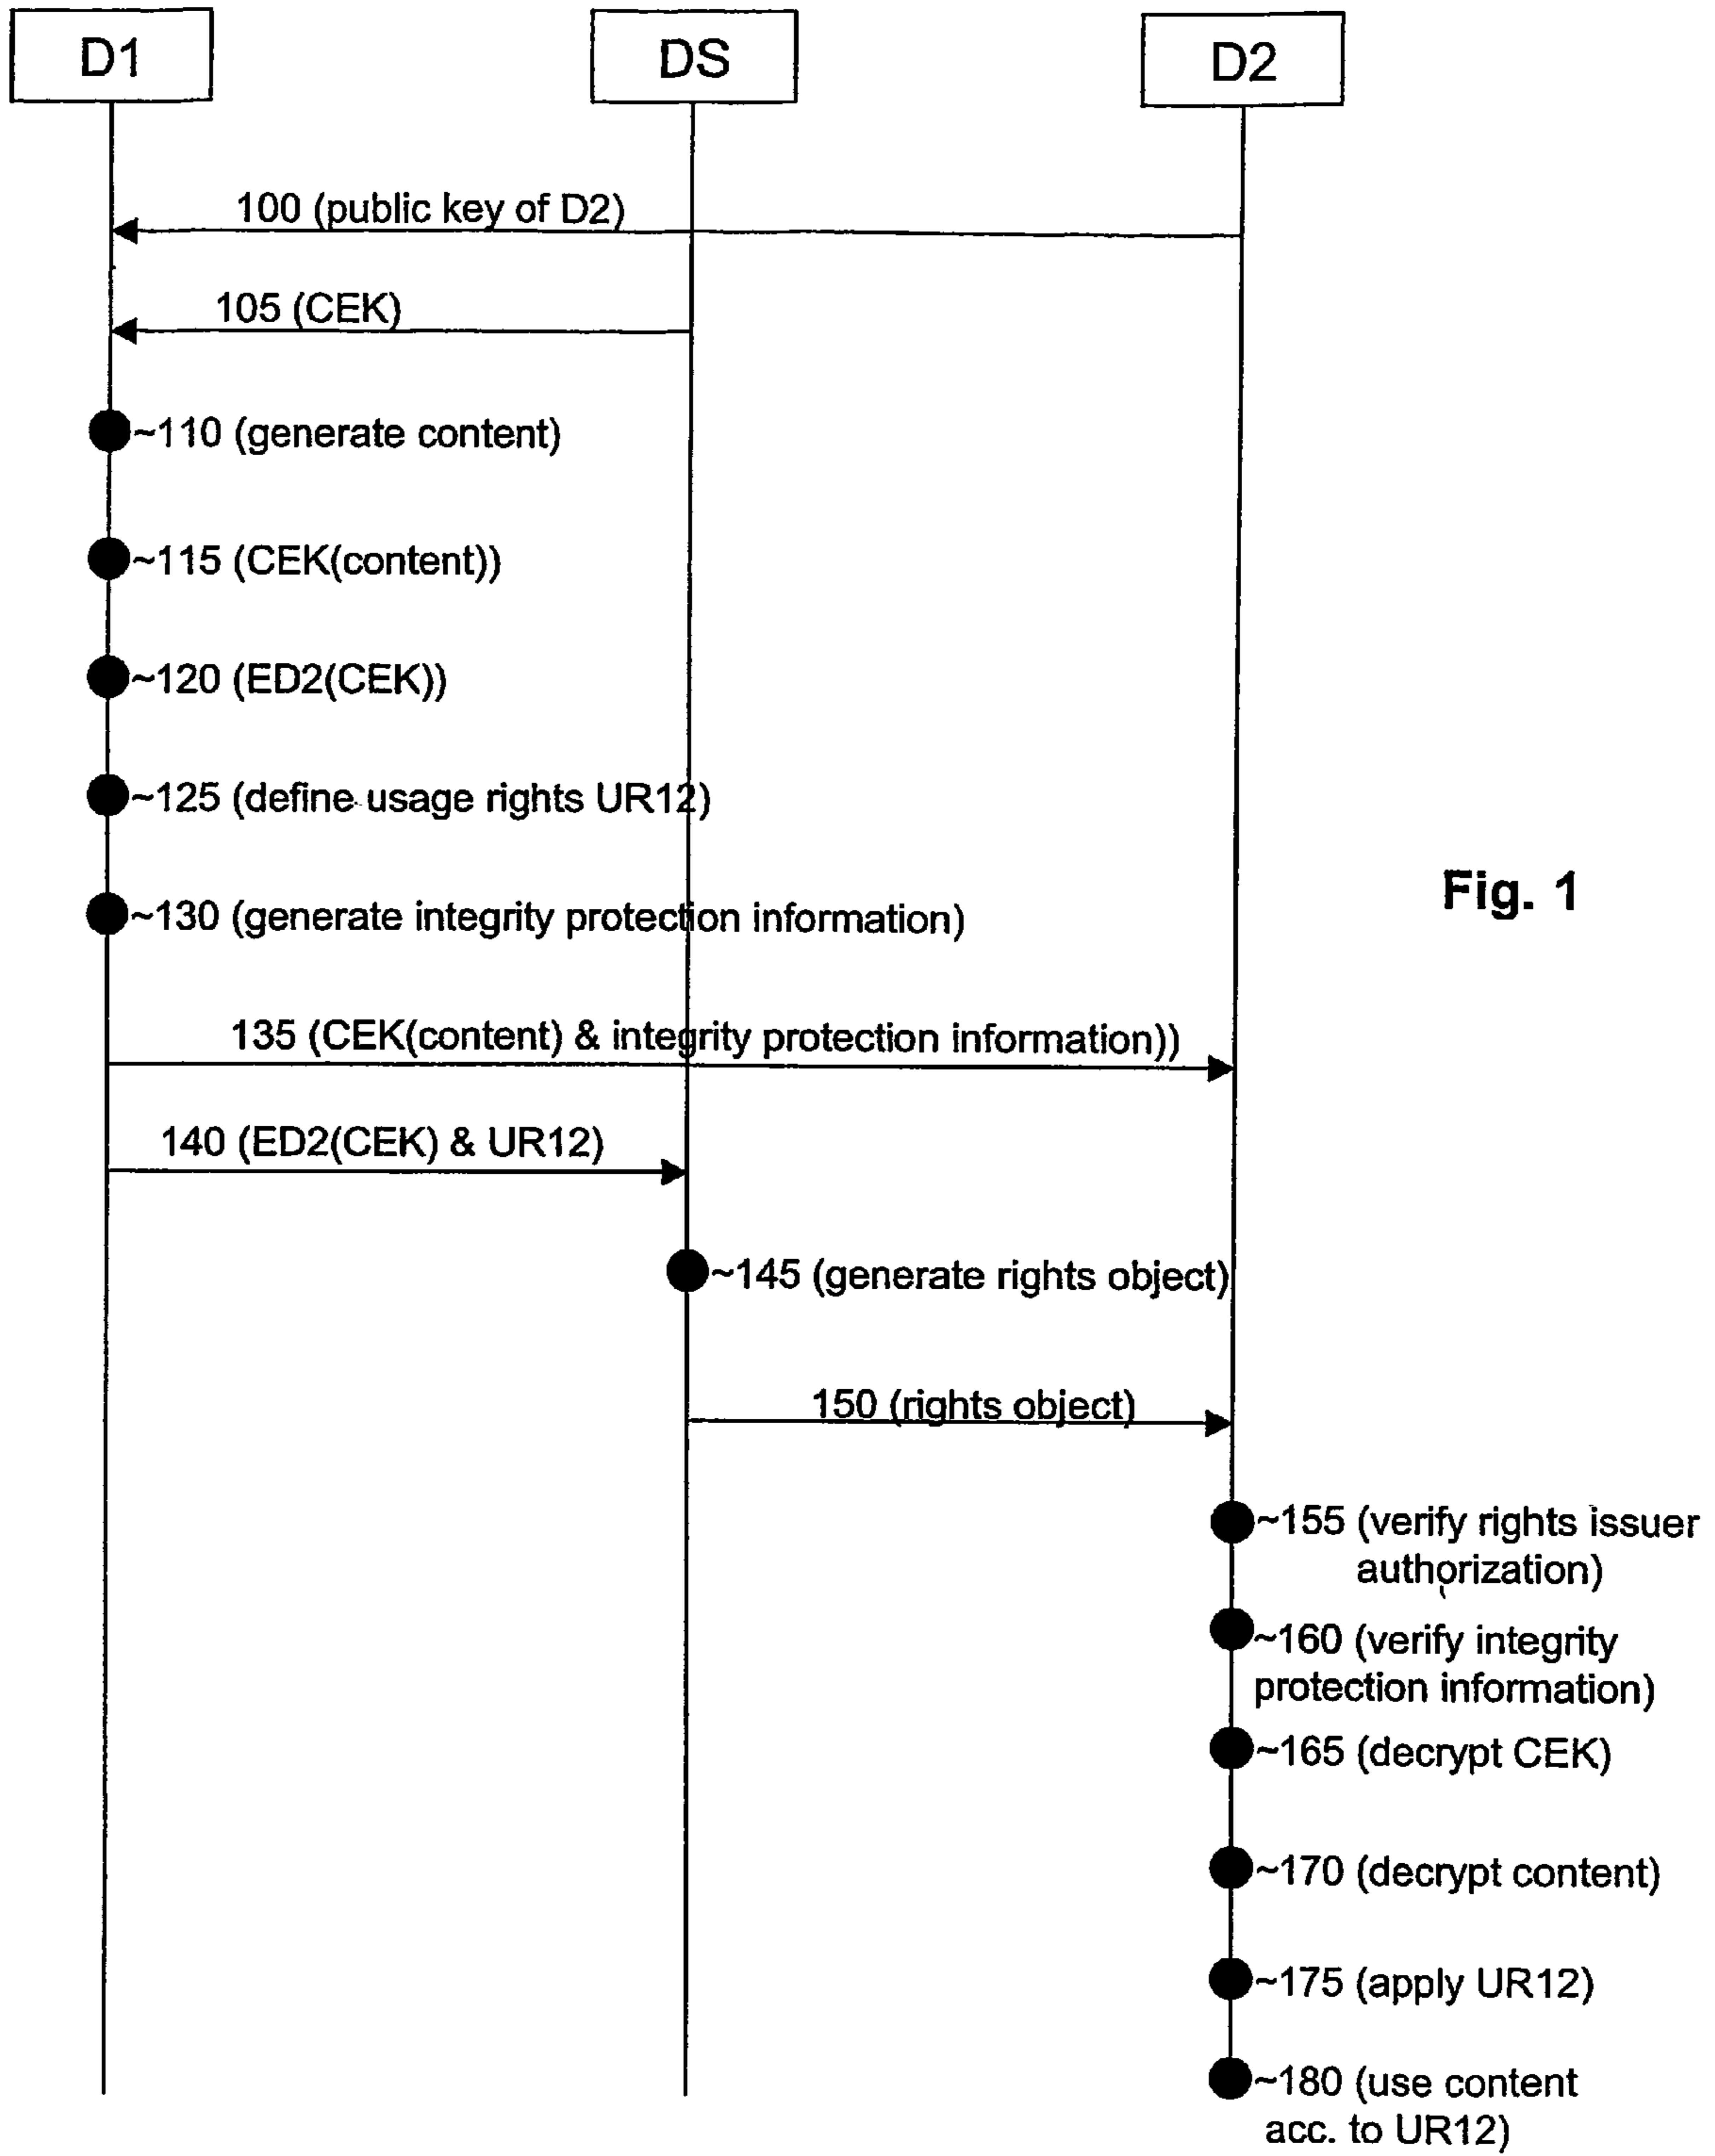 D1
DS
D2
100 (public key of D2)
105 (CEK)
~110 (generate content)
~115 (CEK(content))
~120 (ED2(CEK))
~125 (define usage rights UR12)
Fig. 1
~130 (generate integrity protection information)
135 (CEK(content) & integrity protection information))
140 (ED2(CEK) & UR12)
~145 (generate rights object)
150 (rights object)
~155 (verify rights issuer
authorization)
~160 (verify integrity
protection information)
~165 (decrypt CEK)
~170 (decrypt content)
~175 (apply UR12)
~180 (use content
acc. to UR12)